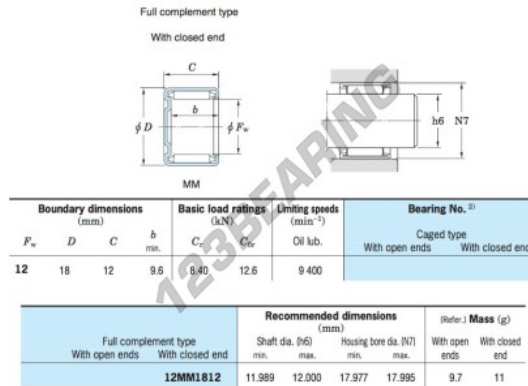 Full complement type
With closed end
C
b
ϕ D
ϕ Fw
MM
h6
N7
123BEARING
Boundary dimensions Basic load ratings Limiting speeds Bearing No. 2)
(mm) (kN) (min⁻¹)
Caged type
Fw D C b min. Cr C0r Oil lub. With open ends With closed end
12 18 12 9.6 8.40 12.6 9 400
Recommended dimensions (Refer.) Mass (g)
(mm)
Full complement type Shaft dia. (h6) Housing bore dia. (N7) With open ends With closed ends
With open ends With closed end min. max. min. max.
12MM1812 11.989 12.000 17.977 17.995 9.7 11